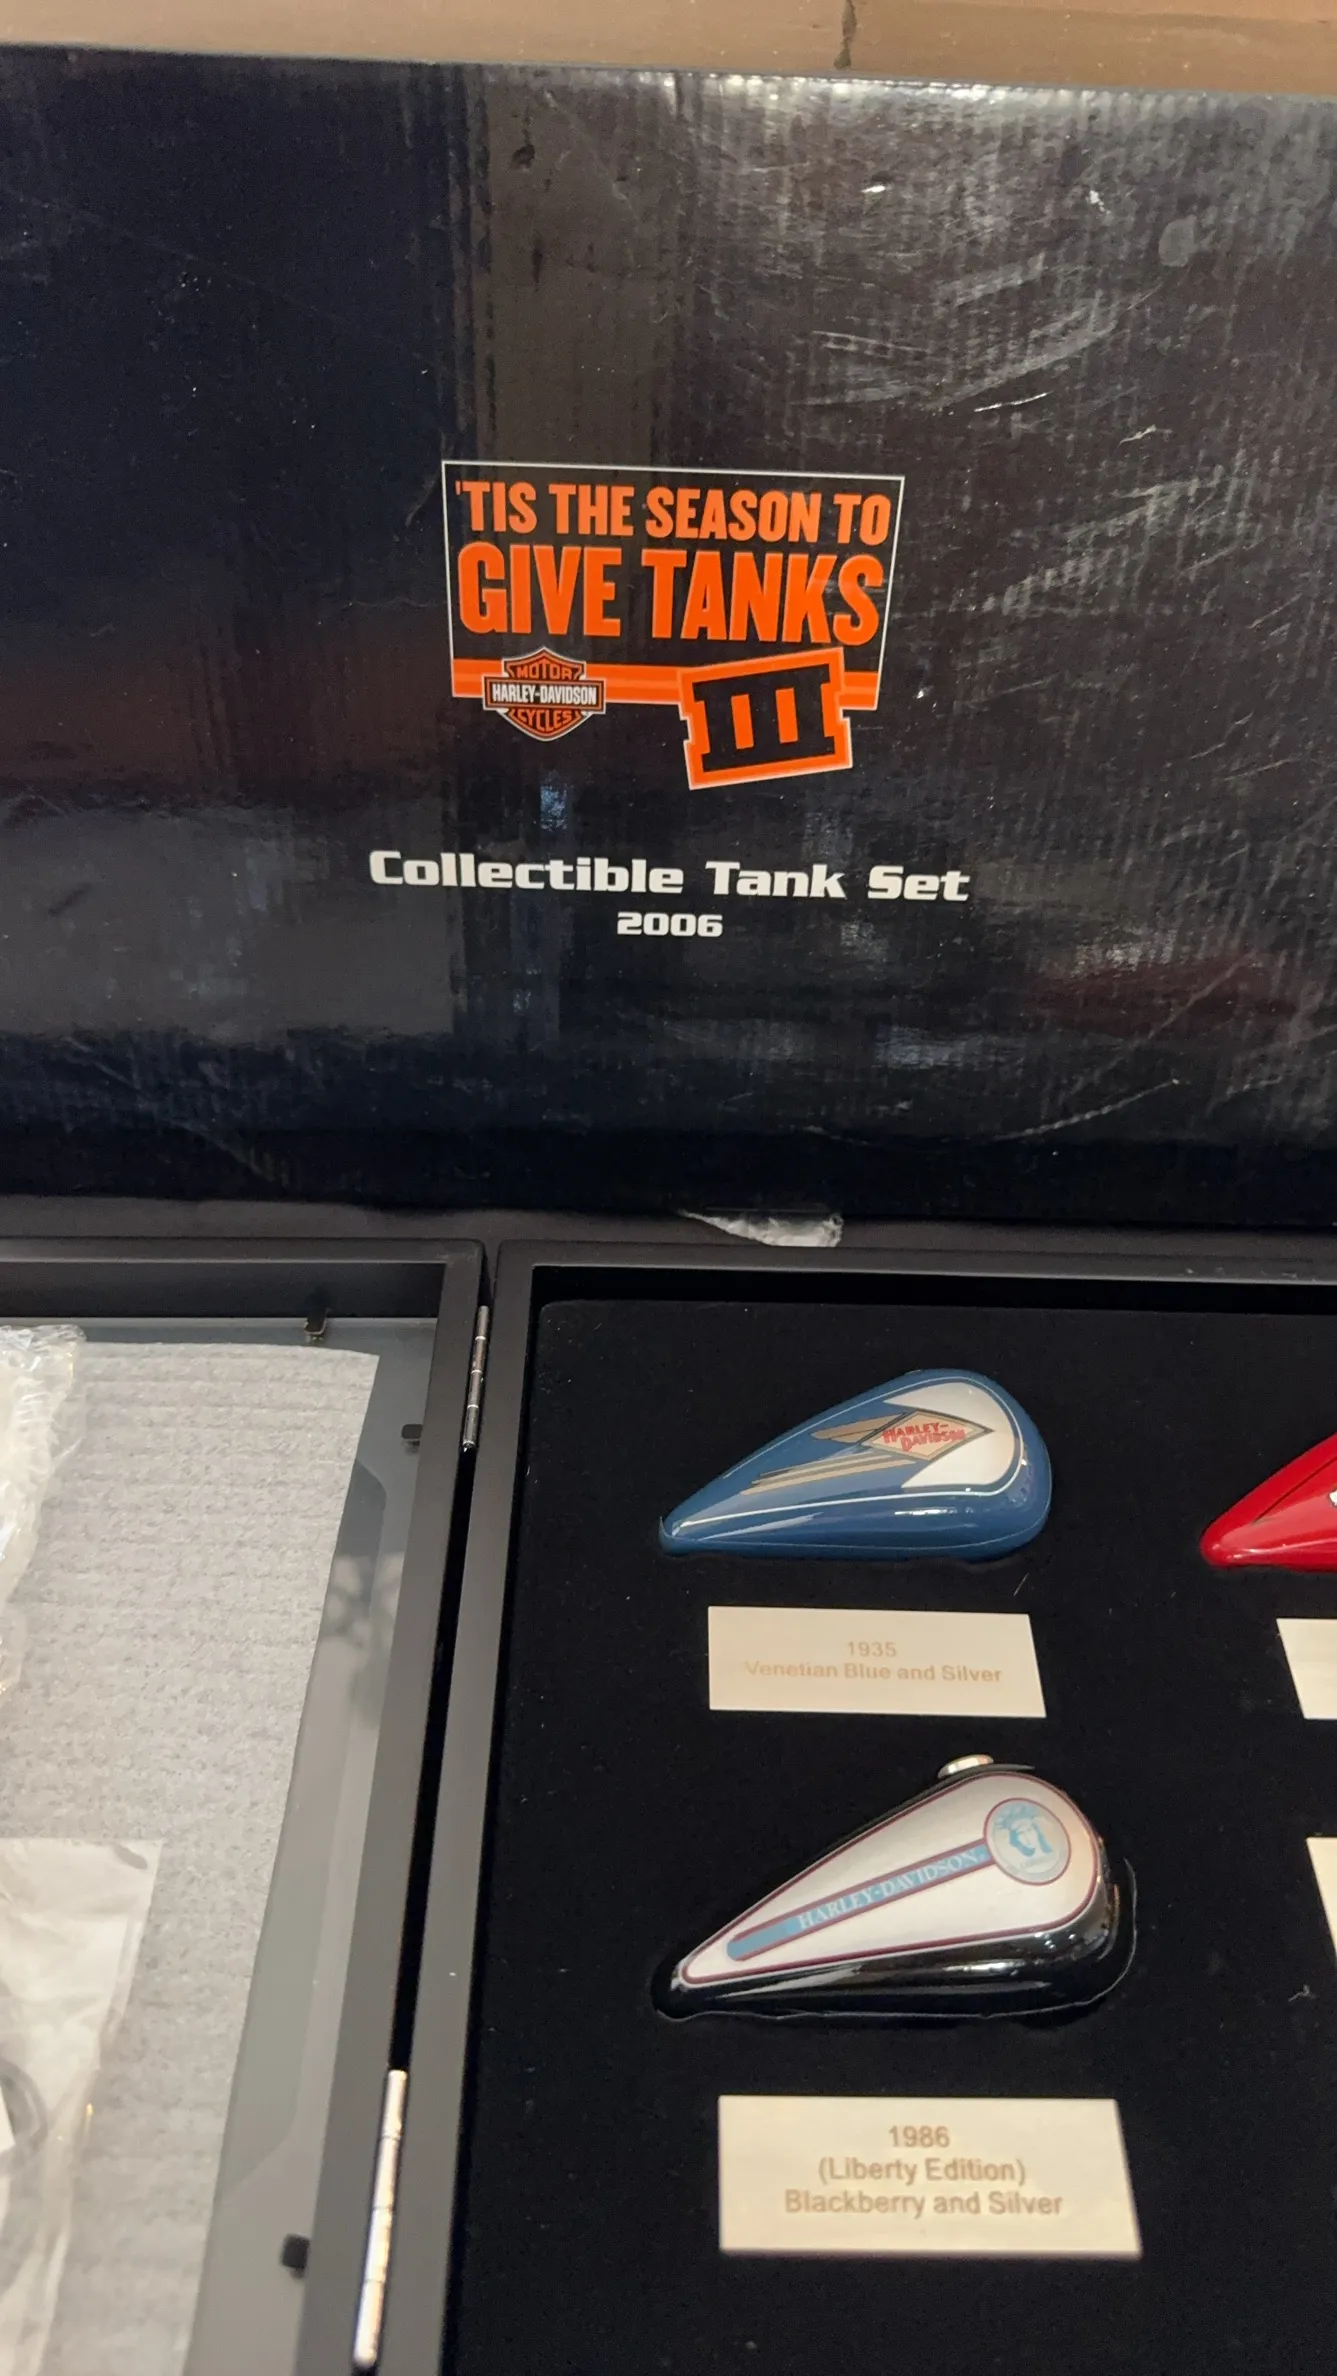 'TIS THE SEASON TO
GIVE TANKS
MOTOR
HARLEY-DAVIDSON
CYCLES
III
Collectible Tank Set
2006
HARLEY-
DAVIDSON
1935
Venetian Blue and Silver
HARLEY-DAVIDSON
1986
(Liberty Edition)
Blackberry and Silver